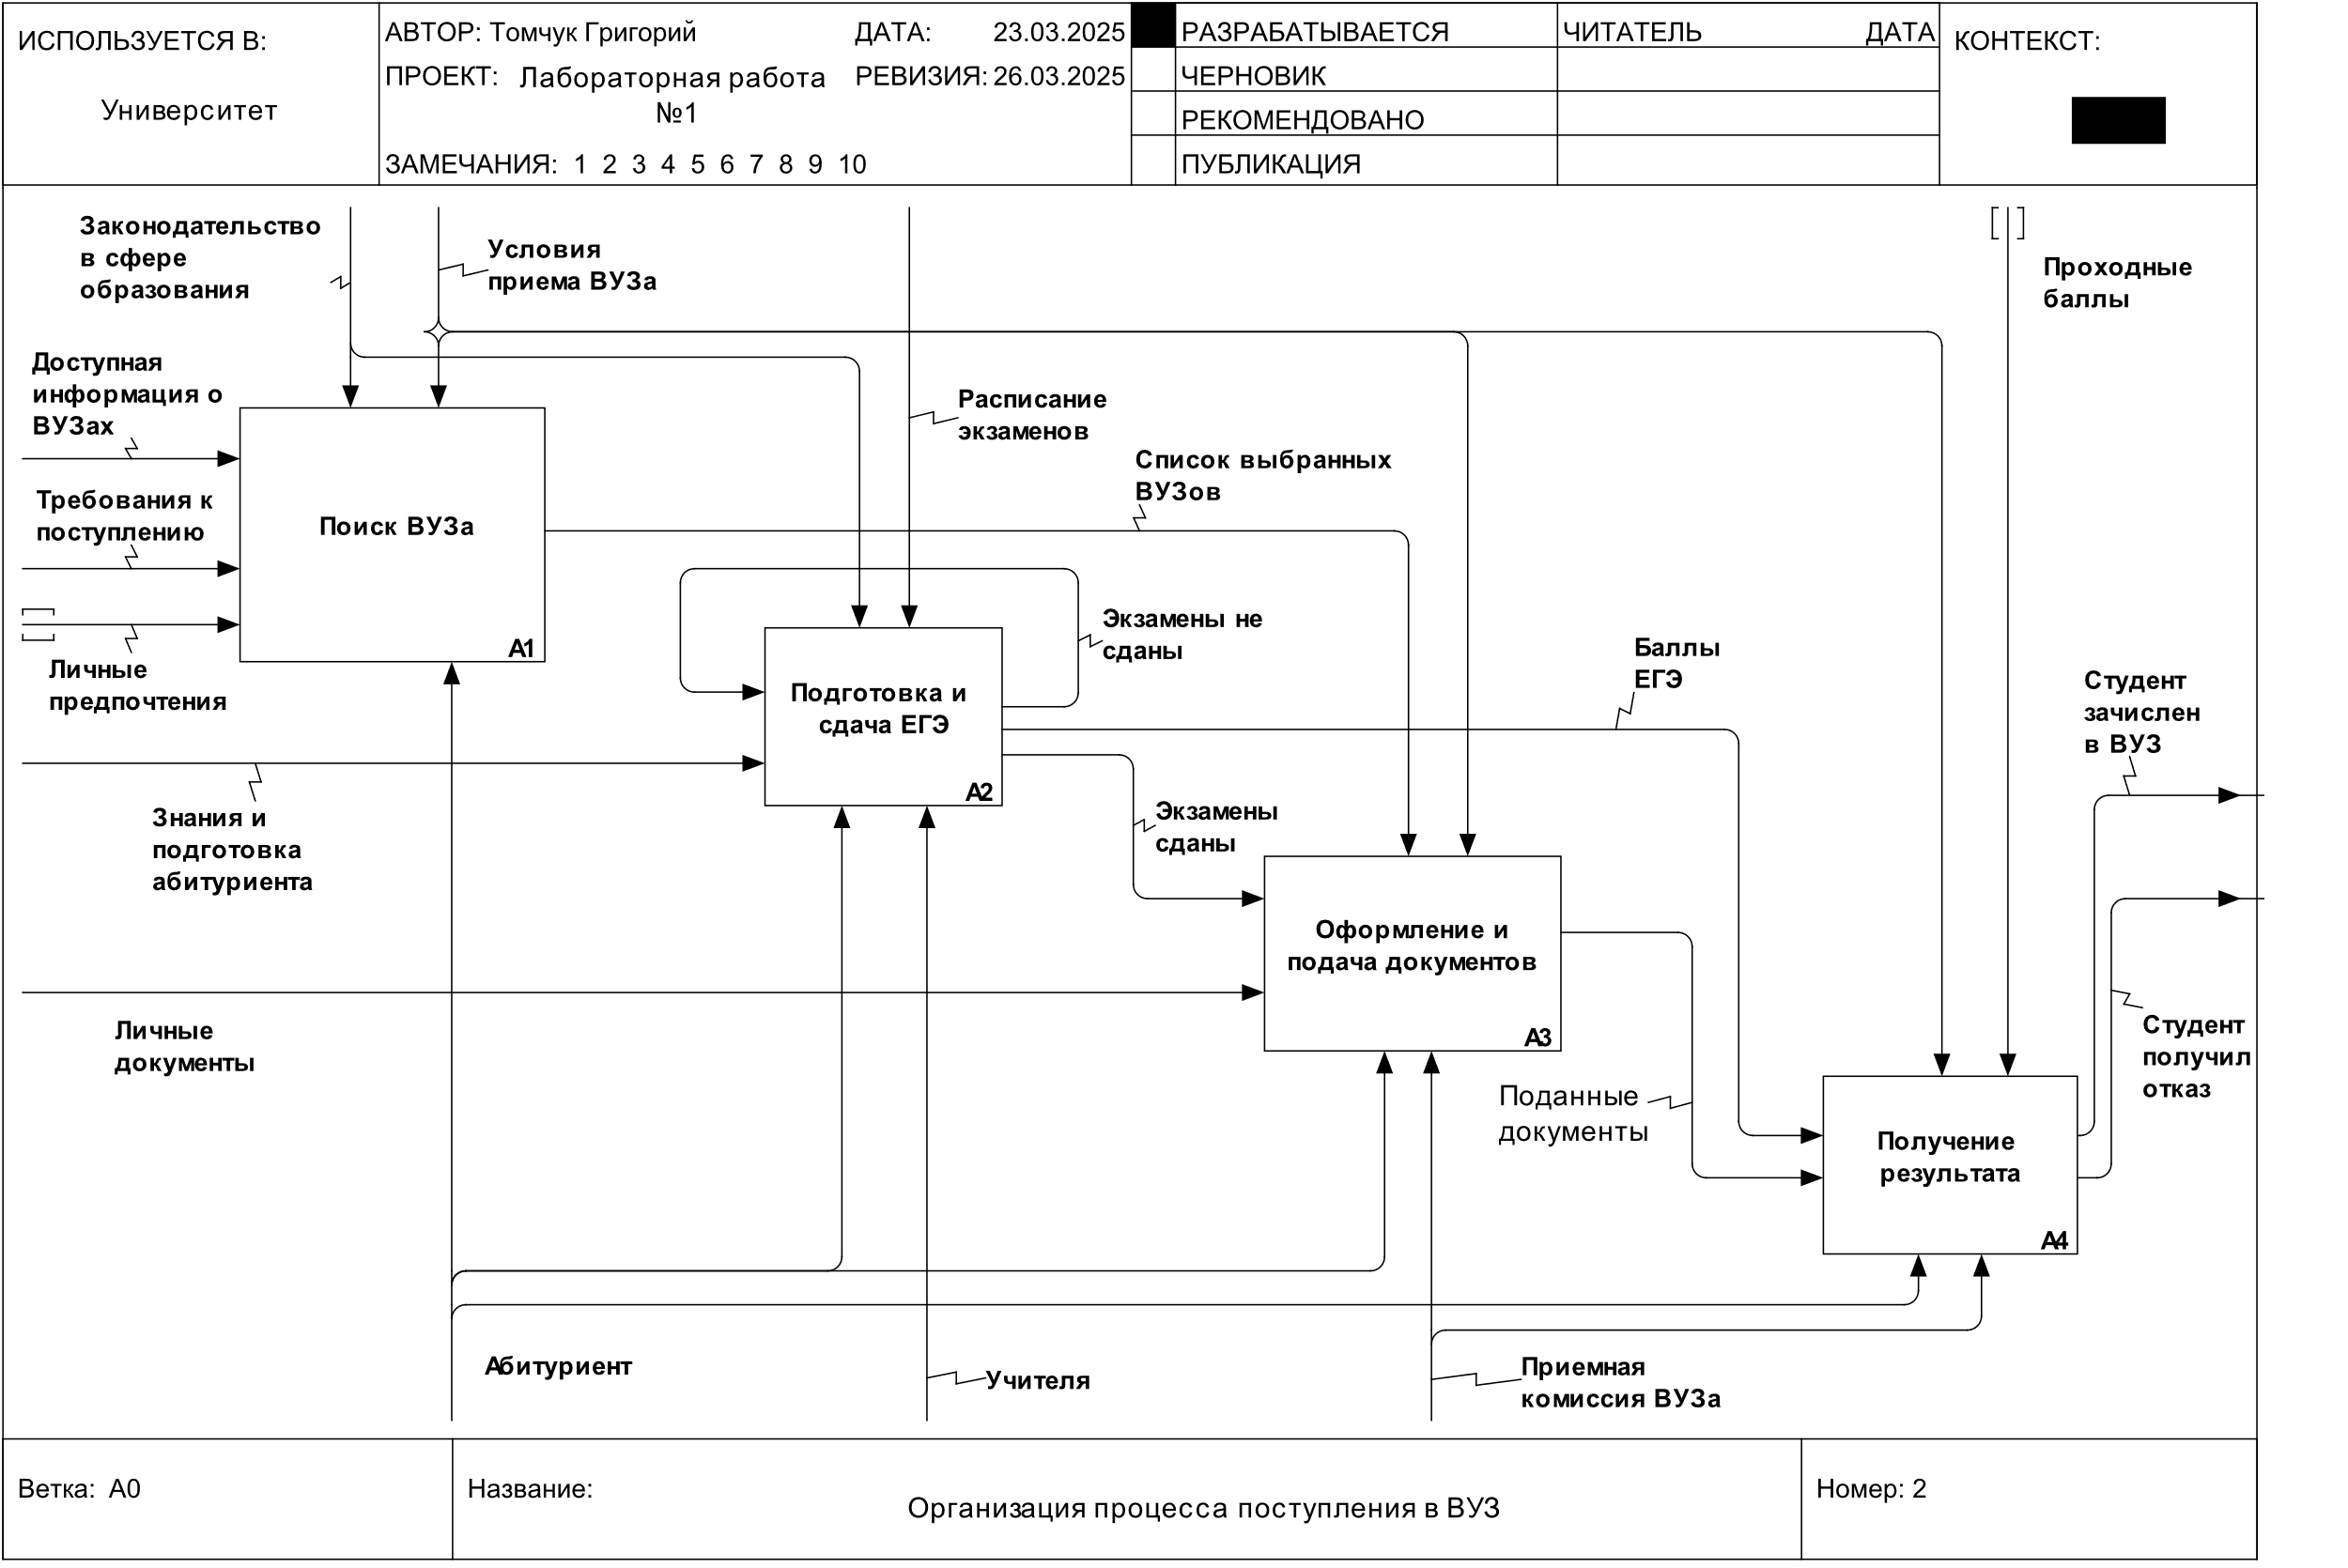 ИСПОЛЬЗУЕТСЯ В:
Университет
АВТОР: Томчук Григорий
ДАТА: 23.03.2025
ПРОЕКТ: Лабораторная работа
№1
РЕВИЗИЯ: 26.03.2025
ЗАМЕЧАНИЯ: 1 2 3 4 5 6 7 8 9 10
РАЗРАБАТЫВАЕТСЯ
ЧЕРНОВИК
РЕКОМЕНДОВАНО
ПУБЛИКАЦИЯ
ЧИТАТЕЛЬ ДАТА
КОНТЕКСТ:
Законодательство
в сфере
образования
Условия
приема ВУЗа
Проходные
баллы
Доступная
информация о
ВУЗах
Расписание
экзаменов
Список выбранных
ВУЗов
Требования к
поступлению
Поиск ВУЗа
А1
Личные
предпочтения
Экзамены не
сданы
Баллы
ЕГЭ
Подготовка и
сдача ЕГЭ
А2
Студент
зачислен
в ВУЗ
Знания и
подготовка
абитуриента
Экзамены
сданы
Оформление и
подача документов
А3
Личные
документы
Студент
получил
отказ
Поданные
документы
Получение
результата
А4
Абитуриент
Учителя
Приемная
комиссия ВУЗа
Ветка: А0
Название:
Организация процесса поступления в ВУЗ
Номер: 2